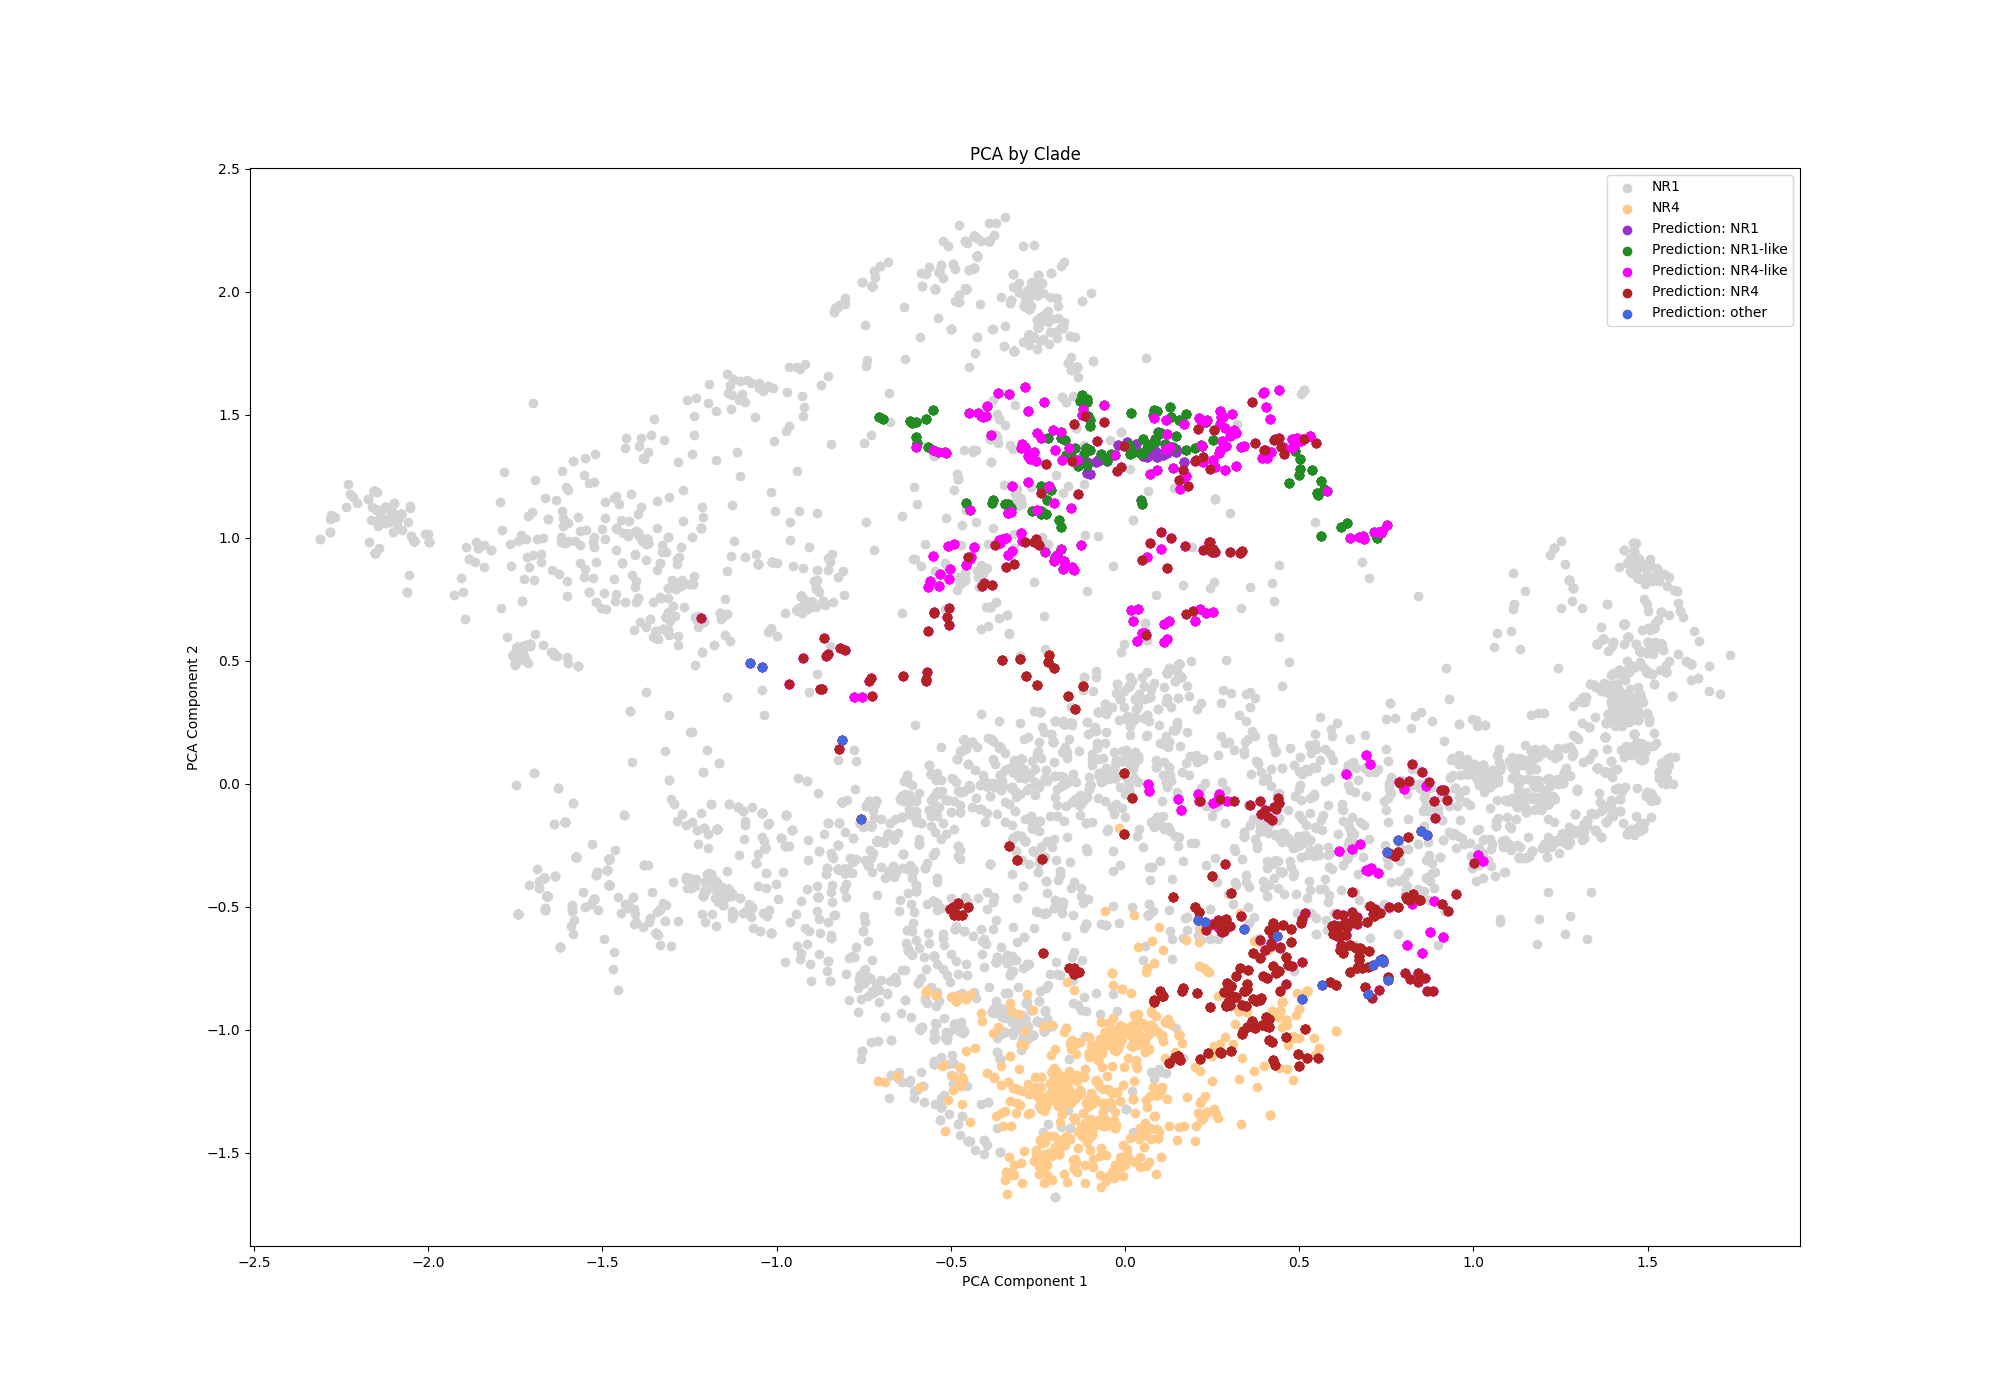 PCA by Clade
2.5
2.0
1.5
1.0
0.5
0.0
−0.5
−1.0
−1.5
PCA Component 2
NR1
NR4
Prediction: NR1
Prediction: NR1-like
Prediction: NR4-like
Prediction: NR4
Prediction: other
−2.5 −2.0 −1.5 −1.0 −0.5 0.0 0.5 1.0 1.5
PCA Component 1